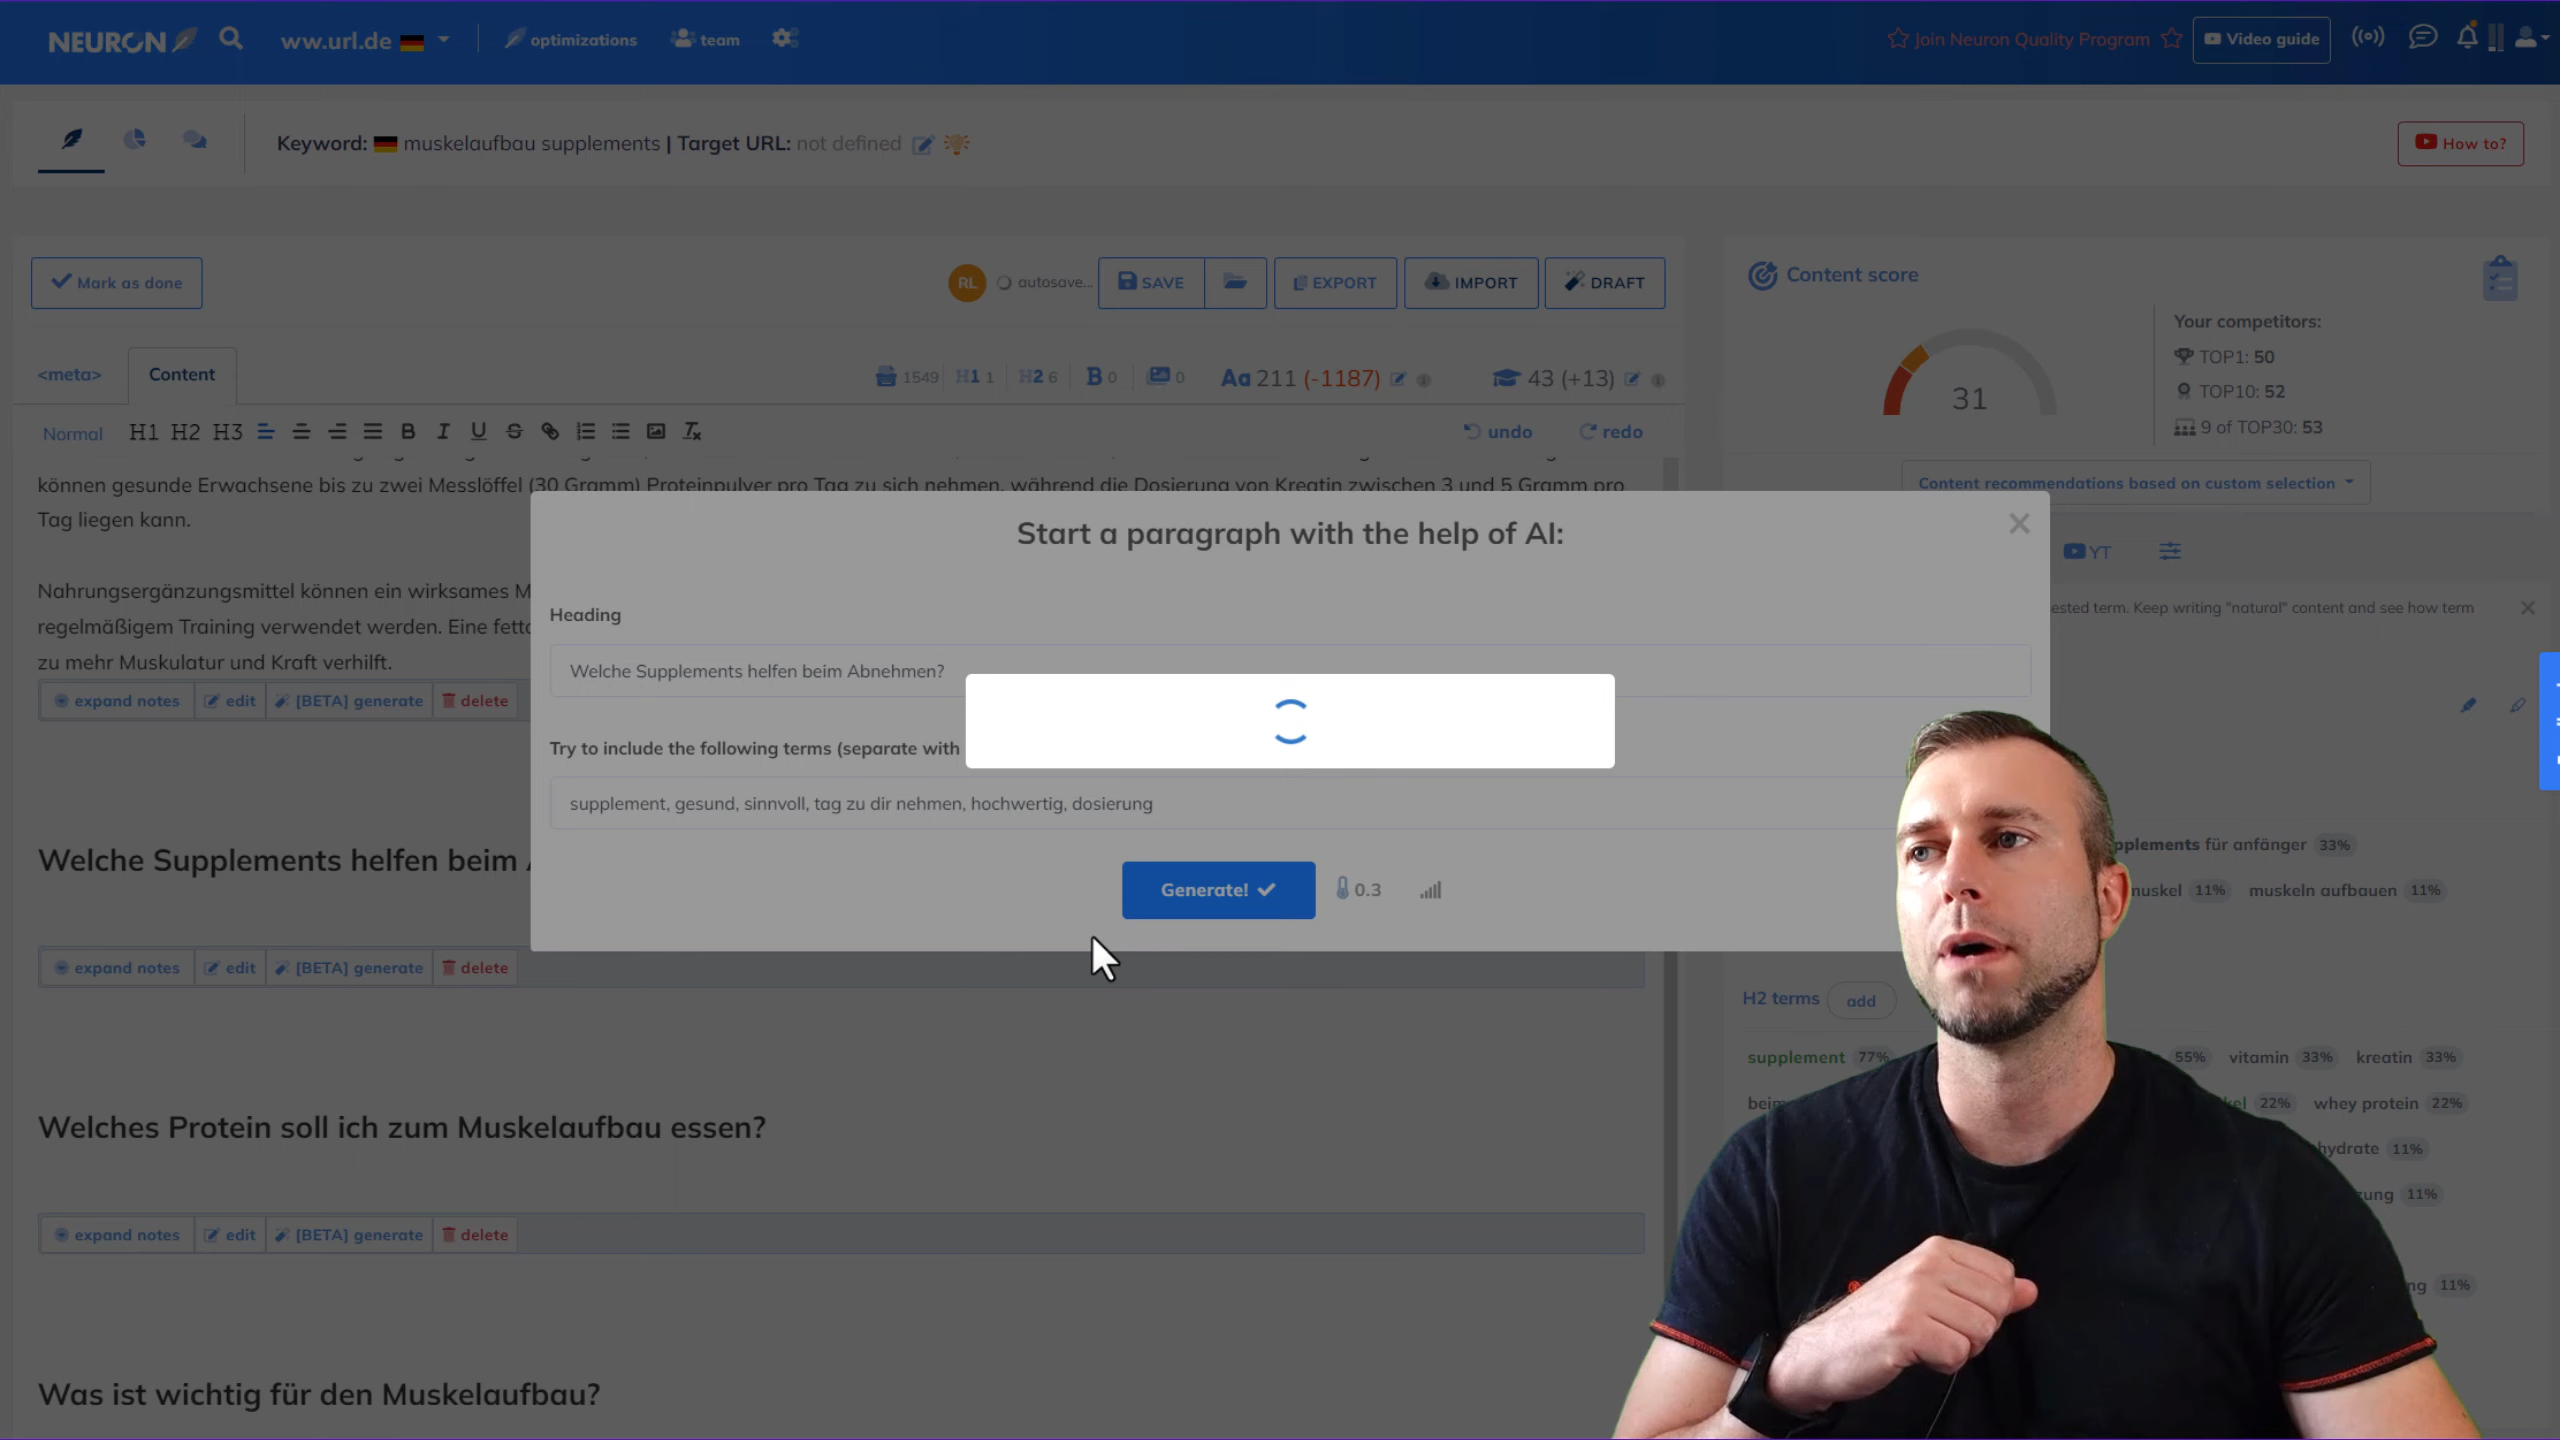 NEURON
ww.url.de
optimizations
team
Join Neuron Quality Program
Video guide
Keyword: muskelaufbau supplements | Target URL: not defined
How to?
Mark as done
RL
autosave...
SAVE
EXPORT
IMPORT
DRAFT
Content score
31
Your competitors:
TOP1: 50
TOP10: 52
9 of TOP30: 53
<meta>
Content
1549
H1 1
H2 6
B 0
0
Aa 211 (-1187)
43 (+13)
Normal
H1 H2 H3
undo
redo
können gesunde Erwachsene bis zu zwei Messlöffel (30 Gramm) Proteinpulver pro Tag zu sich nehmen, während die Dosierung von Kreatin zwischen 3 und 5 Gramm pro
Tag liegen kann.
Content recommendations based on custom selection
YT
Start a paragraph with the help of AI:
Nahrungsergänzungsmittel können ein wirksames
regelmäßigem Training verwendet werden. Eine
zu mehr Muskulatur und Kraft verhilft.
ested term. Keep writing "natural" content and see how term
Heading
Welche Supplements helfen beim Abnehmen?
expand notes
edit
[BETA] generate
delete
Try to include the following terms (separate with
supplement, gesund, sinnvoll, tag zu dir nehmen, hochwertig, dosierung
Generate!
0.3
Welche Supplements helfen beim
expand notes
edit
[BETA] generate
delete
pplements für anfänger 33%
muskel 11%
muskeln aufbauen 11%
H2 terms
add
supplement 77%
55%
vitamin 33%
kreatin 33%
22%
whey protein 22%
hydrate 11%
zung 11%
ng 11%
Welches Protein soll ich zum Muskelaufbau essen?
expand notes
edit
[BETA] generate
delete
Was ist wichtig für den Muskelaufbau?